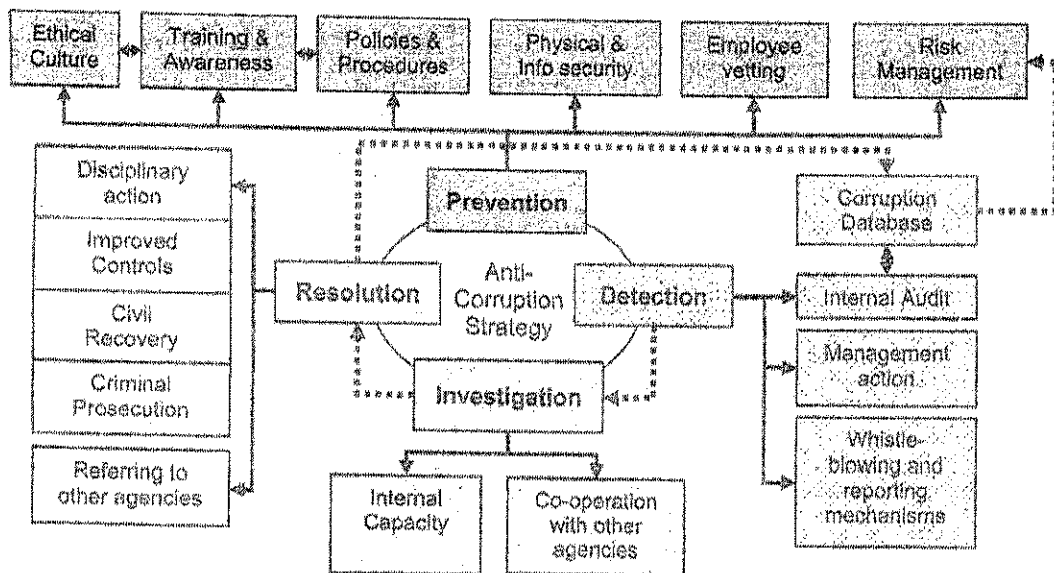 Ethical
Culture
Training &
Awareness
Policies &
Procedures
Physical &
Info security
Employee
vetting
Risk
Management
Disciplinary
action
Improved
Controls
Civil
Recovery
Criminal
Prosecution
Referring to
other agencies
Prevention
Resolution
Anti-
Corruption
Strategy
Detection
Investigation
Internal
Capacity
Co-operation
with other
agencies
Corruption
Database
Internal Audit
Management
action
Whistle-
blowing and
reporting
mechanisms